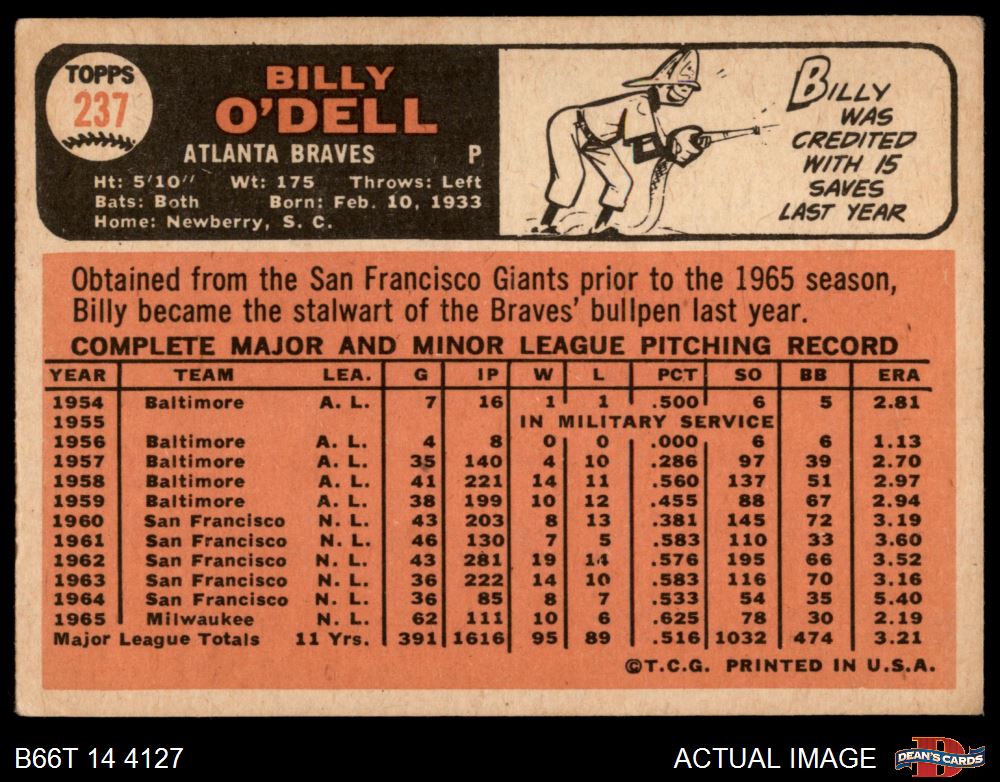 TOPPS
237
BILLY
O'DELL
ATLANTA BRAVES P
Ht: 5'10" Wt: 175 Throws: Left
Bats: Both Born: Feb. 10, 1933
Home: Newberry, S. C.
BILLY
WAS
CREDITED
WITH 15
SAVES
LAST YEAR
Obtained from the San Francisco Giants prior to the 1965 season,
Billy became the stalwart of the Braves' bullpen last year.
COMPLETE MAJOR AND MINOR LEAGUE PITCHING RECORD
YEAR TEAM LEA. G IP W L PCT SO BB ERA
1954 Baltimore A. L. 7 16 1 1 .500 6 5 2.81
1955 IN MILITARY SERVICE
1956 Baltimore A. L. 4 8 0 0 .000 6 6 1.13
1957 Baltimore A. L. 35 140 4 10 .286 97 39 2.70
1958 Baltimore A. L. 41 221 14 11 .560 137 51 2.97
1959 Baltimore A. L. 38 199 10 12 .455 88 67 2.94
1960 San Francisco N. L. 43 203 8 13 .381 145 72 3.19
1961 San Francisco N. L. 46 130 7 5 .583 110 33 3.60
1962 San Francisco N. L. 43 281 19 14 .576 195 66 3.52
1963 San Francisco N. L. 36 222 14 10 .583 116 70 3.16
1964 San Francisco N. L. 36 85 8 7 .533 54 35 5.40
1965 Milwaukee N. L. 62 111 10 6 .625 78 30 2.19
Major League Totals 11 Yrs. 391 1616 95 89 .516 1032 474 3.21
©T.C.G. PRINTED IN U.S.A.
B66T 14 4127
ACTUAL IMAGE
D
DEAN'S CARDS